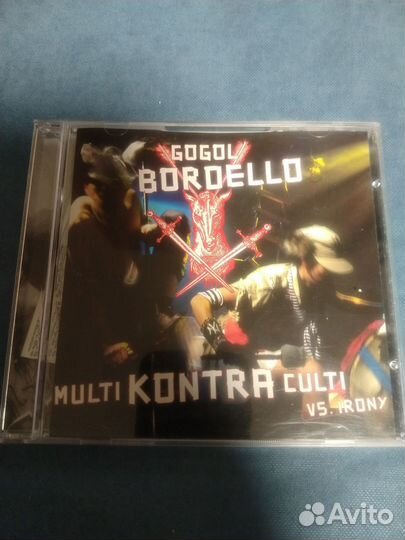 GOGOL
BORDELLO
MULTI KONTRA CULTI
VS. IRONY
Avito